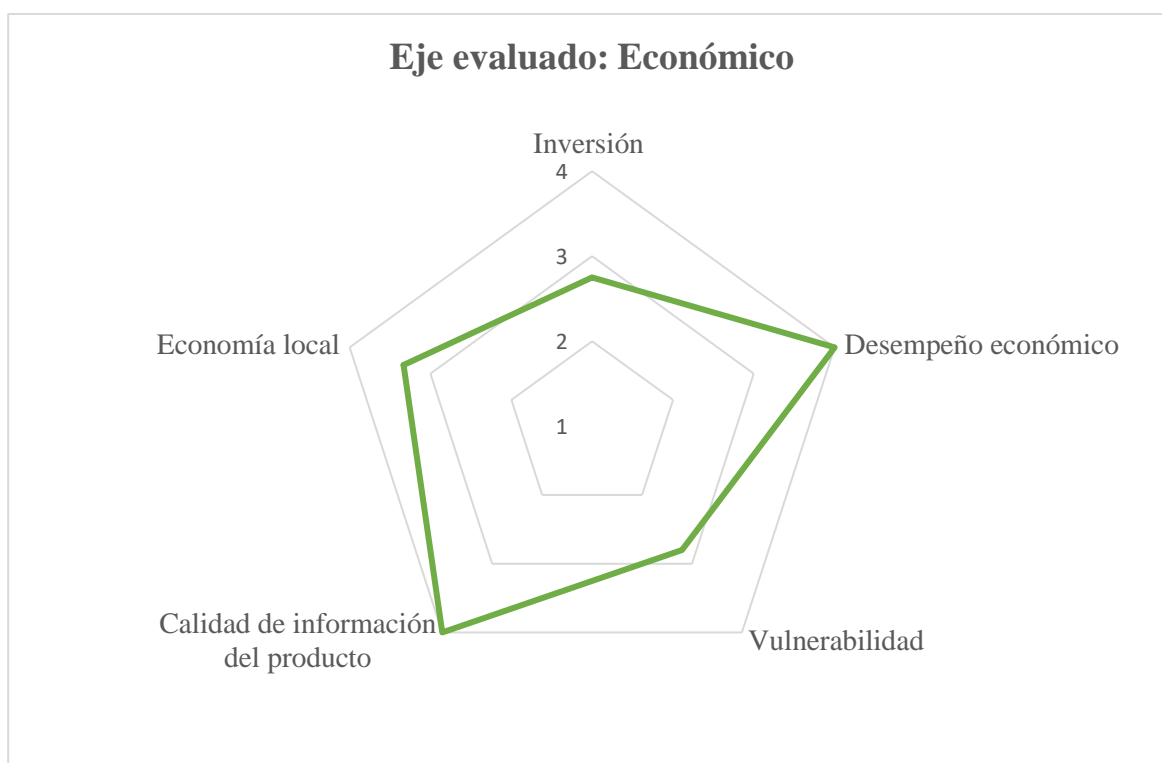 Eje evaluado: Económico
Inversión
4
3
2
1
Economía local
Desempeño económico
Calidad de información
del producto
Vulnerabilidad